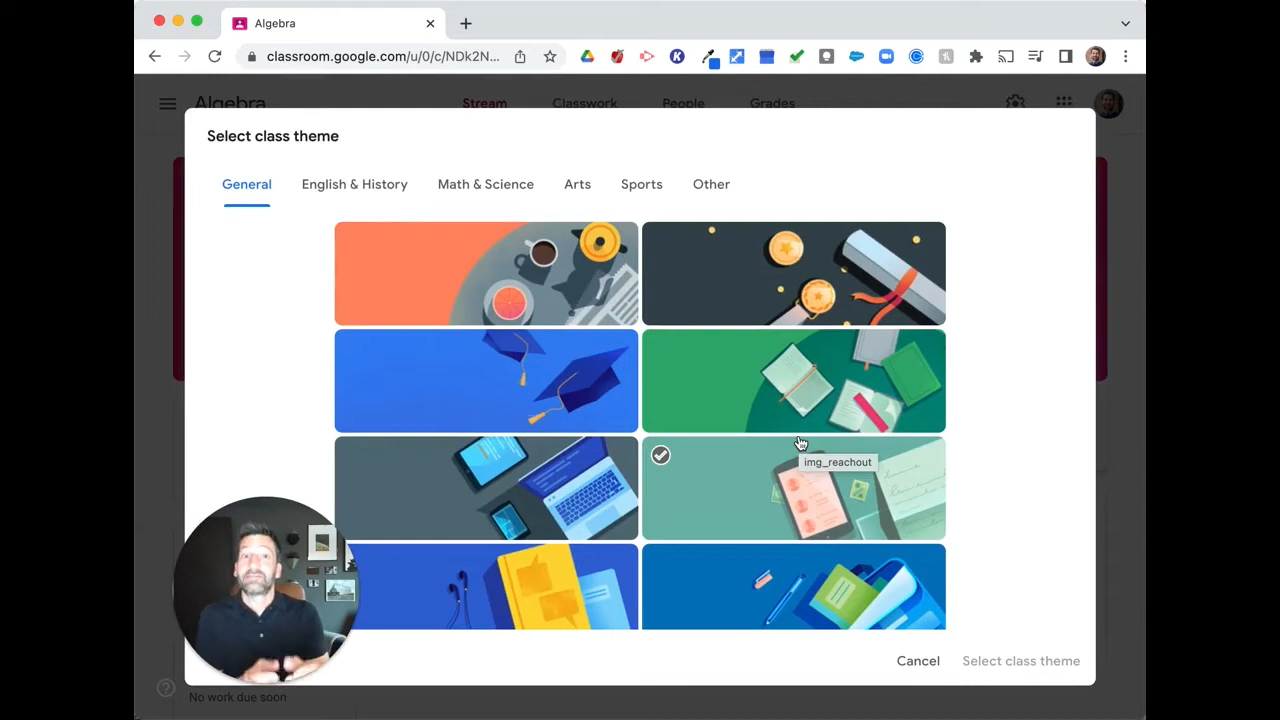 Algebra
classroom.google.com/u/0/c/NDk2N...
Algebra
Stream
Classwork
People
Grades
Select class theme
General
English & History
Math & Science
Arts
Sports
Other
img_reachout
Cancel
Select class theme
No work due soon